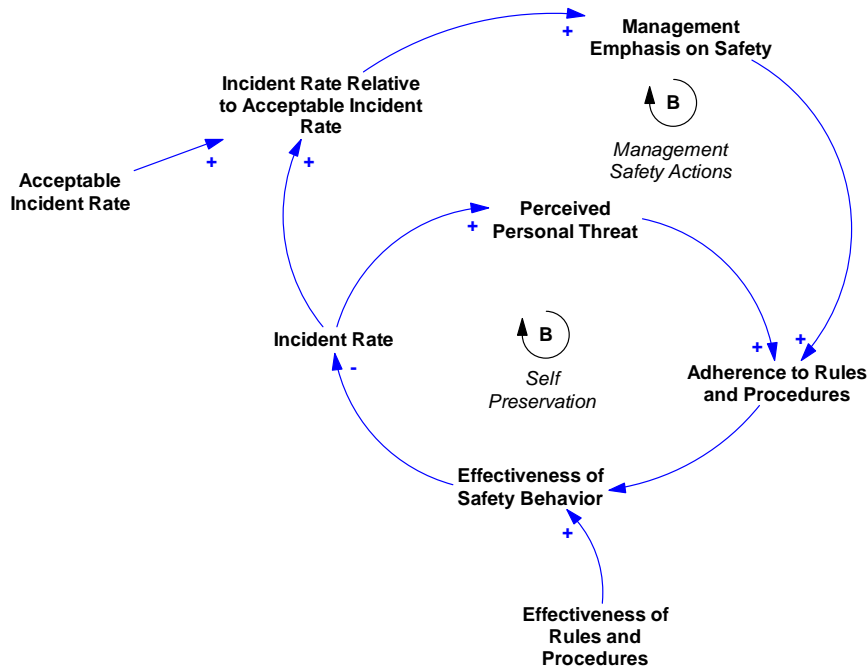 Management
Emphasis on Safety
+
Incident Rate Relative
to Acceptable Incident
Rate
B
Management
Safety Actions
+
+
Acceptable
Incident Rate
Perceived
Personal Threat
+
Incident Rate
B
Self
Preservation
-
+
+
Adherence to Rules
and Procedures
Effectiveness of
Safety Behavior
+
Effectiveness of
Rules and
Procedures